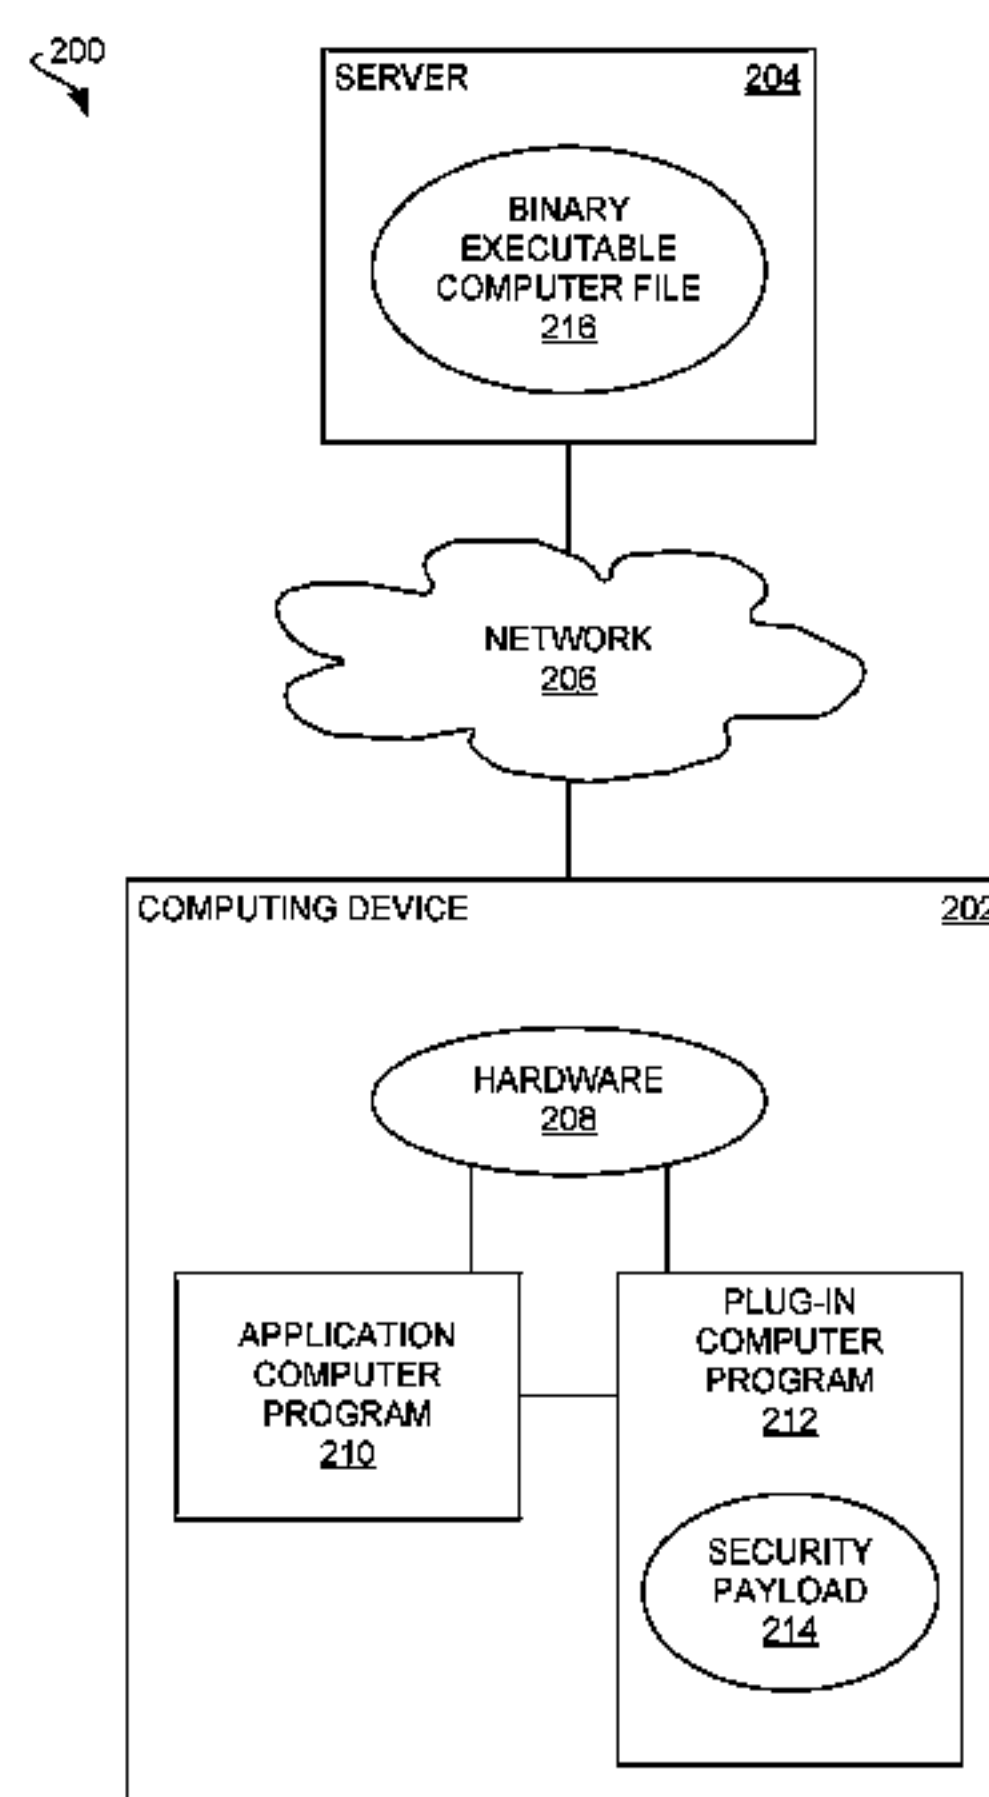 200
SERVER 204
BINARY
EXECUTABLE
COMPUTER FILE
216
NETWORK
206
COMPUTING DEVICE 202
HARDWARE
208
APPLICATION
COMPUTER
PROGRAM
210
PLUG-IN
COMPUTER
PROGRAM
212
SECURITY
PAYLOAD
214